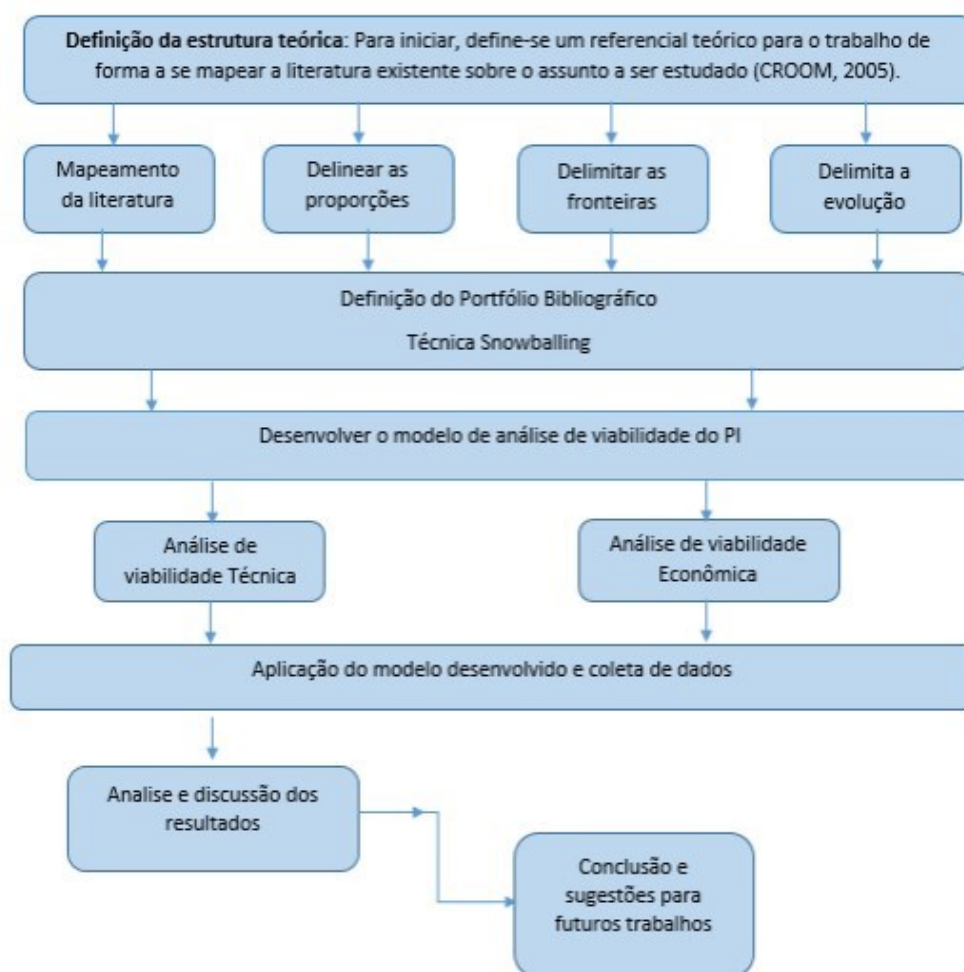 Definição da estrutura teórica: Para iniciar, define-se um referencial teórico para o trabalho de
forma a se mapear a literatura existente sobre o assunto a ser estudado (CROOM, 2005).
Mapeamento
da literatura
Delinear as
proporções
Delimitar as
fronteiras
Delimita a
evolução
Definição do Portfólio Bibliográfico
Técnica Snowballing
Desenvolver o modelo de análise de viabilidade do PI
Análise de
viabilidade Técnica
Análise de viabilidade
Econômica
Aplicação do modelo desenvolvido e coleta de dados
Analise e discussão dos
resultados
Conclusão e
sugestões para
futuros trabalhos